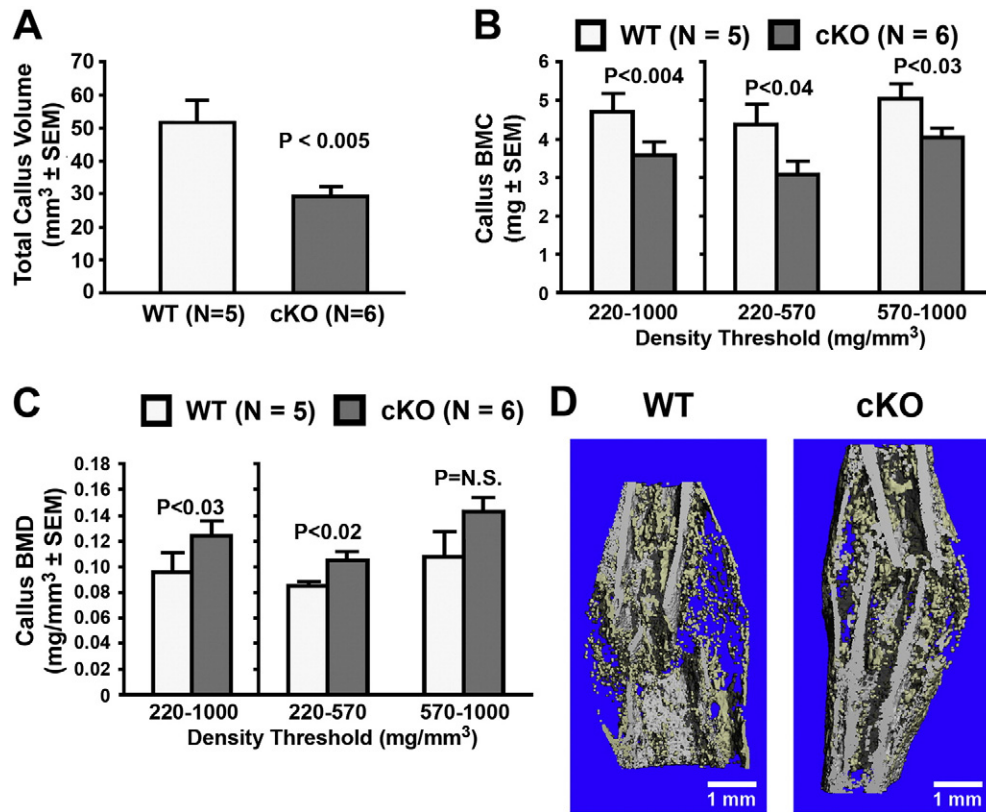 A
Total Callus Volume
(mm³ ± SEM)
70
60
50
40
30
20
10
0
P < 0.005
WT (N=5)
cKO (N=6)
B
WT (N = 5)
cKO (N = 6)
Callus BMC
(mg ± SEM)
6
5
4
3
2
1
0
P<0.004
P<0.04
P<0.03
220-1000
220-570
570-1000
Density Threshold (mg/mm³)
C
WT (N = 5)
cKO (N = 6)
Callus BMD
(mg/mm³ ± SEM)
0.18
0.16
0.14
0.12
0.10
0.08
0.06
0.04
0.02
0
P<0.03
P<0.02
P=N.S.
220-1000
220-570
570-1000
Density Threshold (mg/mm³)
D
WT
cKO
1 mm
1 mm